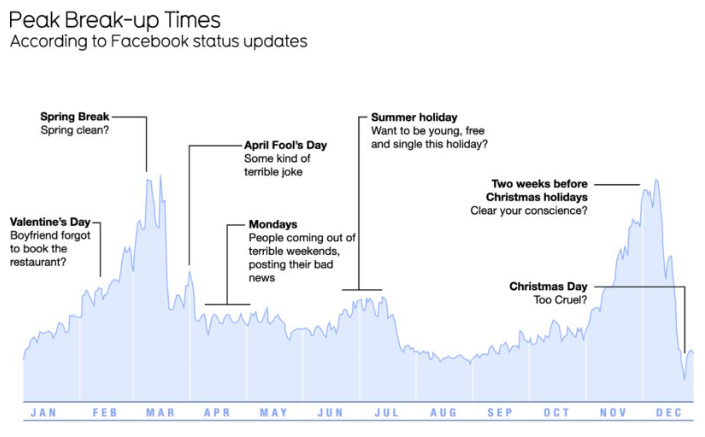 Peak Break-up Times
According to Facebook status updates
Spring Break
Spring clean?
Summer holiday
Want to be young, free
and single this holiday?
April Fool's Day
Some kind of
terrible joke
Two weeks before
Christmas holidays
Clear your conscience?
Valentine's Day
Boyfriend forgot
to book the
restaurant?
Mondays
People coming out of
terrible weekends,
posting their bad
news
Christmas Day
Too Cruel?
JAN FEB MAR APR MAY JUN JUL AUG SEP OCT NOV DEC